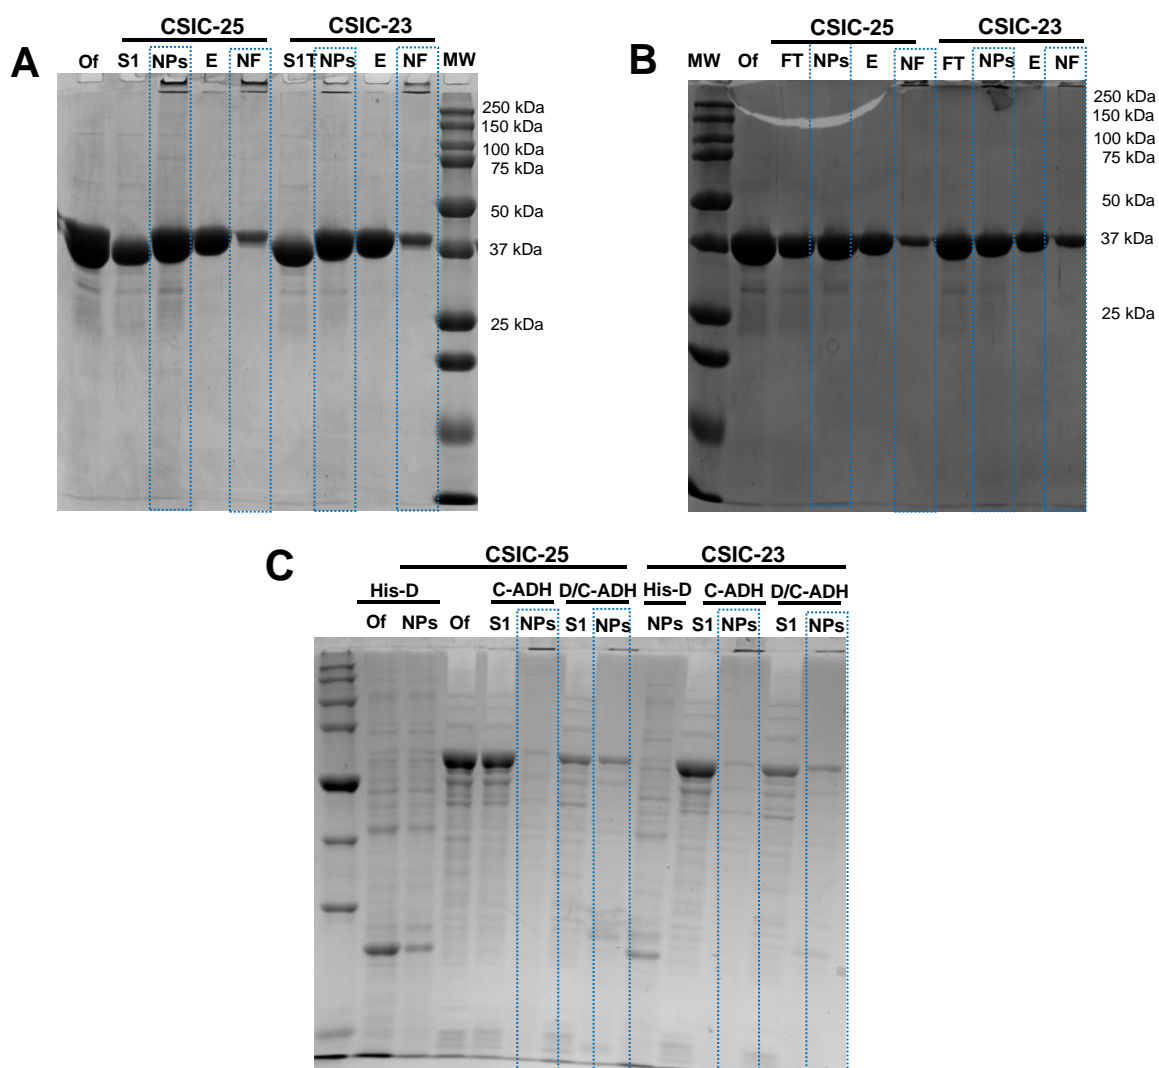 CSIC-25 CSIC-23
A Of S1 NPs E NF S1T NPs E NF MW
250 kDa
150 kDa
100 kDa
75 kDa
50 kDa
37 kDa
25 kDa
CSIC-25 CSIC-23
B MW Of FT NPs E NF FT NPs E NF
250 kDa
150 kDa
100 kDa
75 kDa
50 kDa
37 kDa
25 kDa
C CSIC-25 CSIC-23
His-D C-ADH D/C-ADH His-D C-ADH D/C-ADH
Of NPs Of S1 NPs S1 NPs NPs S1 NPs S1 NPs